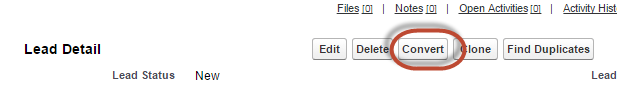 Files [0] | Notes [0] | Open Activities [0] | Activity Hist
Lead Detail Edit Delete Convert Clone Find Duplicates
Lead Status New Lead